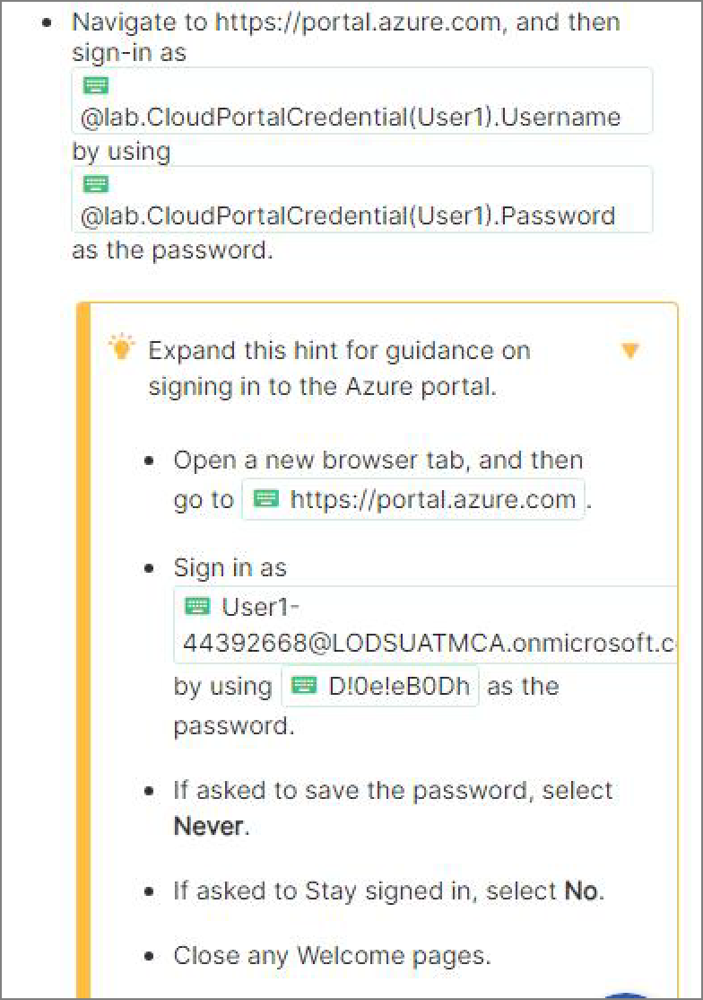 Navigate to https://portal.azure.com, and then
sign-in as
@lab.CloudPortalCredential(User1).Username
by using
@lab.CloudPortalCredential(User1).Password
as the password.
Expand this hint for guidance on
signing in to the Azure portal.
Open a new browser tab, and then
go to https://portal.azure.com .
Sign in as
User1-
44392668@LODSUATMCA.onmicrosoft.c
by using D!0e!eB0Dh as the
password.
If asked to save the password, select
Never.
If asked to Stay signed in, select No.
Close any Welcome pages.